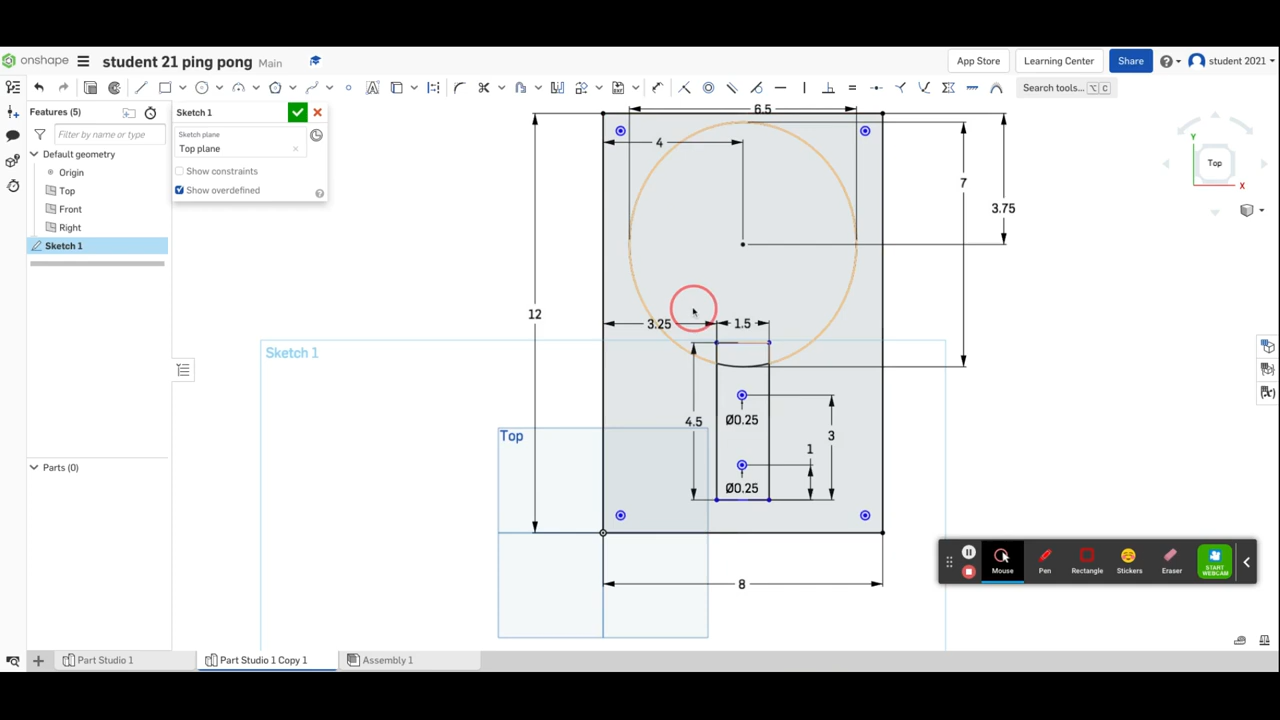 onshape
student 21 ping pong
Main
App Store
Learning Center
Share
student 2021
Search tools...
⌥ C
Features (5)
Filter by name or type
Default geometry
Origin
Top
Front
Right
Sketch 1
Parts (0)
Sketch 1
Sketch plane
Top plane
Show constraints
Show overdefined
6.5
4
7
3.75
12
3.25
1.5
Sketch 1
4.5
Ø0.25
3
1
Top
Ø0.25
8
Y
Top
X
Mouse
Pen
Rectangle
Stickers
Eraser
START
WEBCAM
Part Studio 1
Part Studio 1 Copy 1
Assembly 1